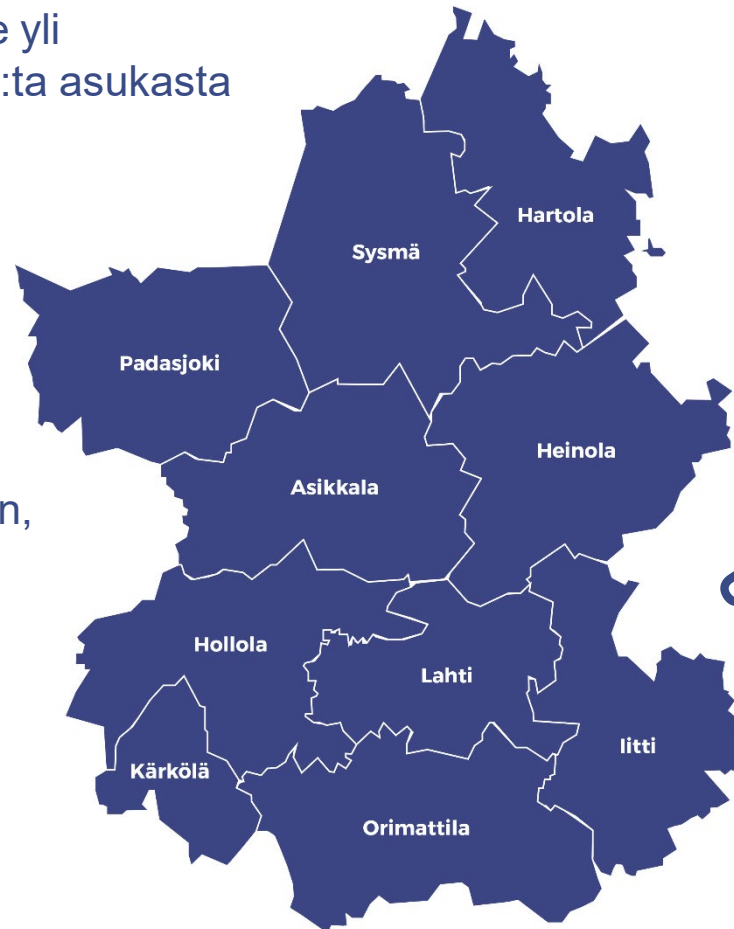 e yli
:ta asukasta
Hartola
Sysmä
Padasjoki
Heinola
Asikkala
n,
Hollola
Lahti
Iitti
Kärkölä
Orimattila